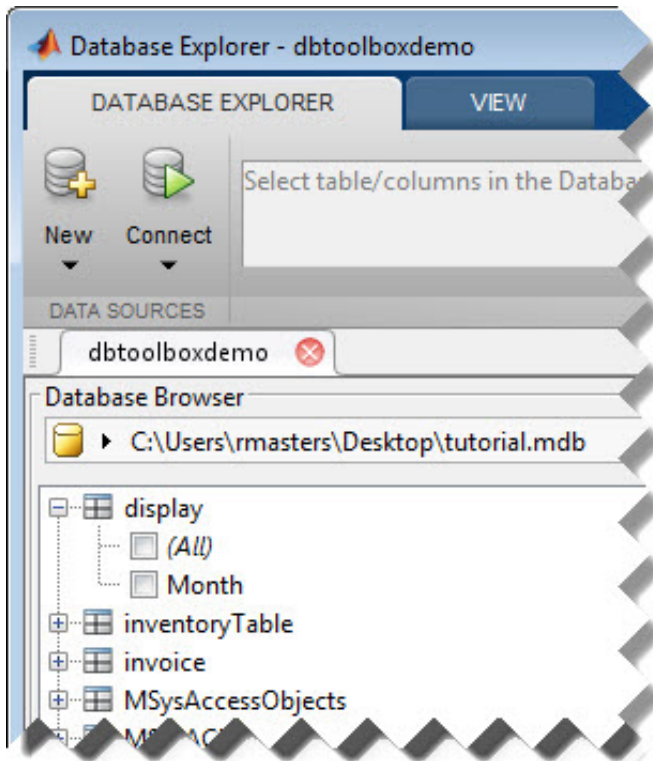 Database Explorer - dbtoolboxdemo
DATABASE EXPLORER VIEW
Select table/columns in the
New Connect
DATA SOURCES
dbtoolboxdemo
Database Browser
C:\Users\rmasters\Desktop\tutorial.mdb
display
(All)
Month
inventoryTable
invoice
MSysAccessObjects